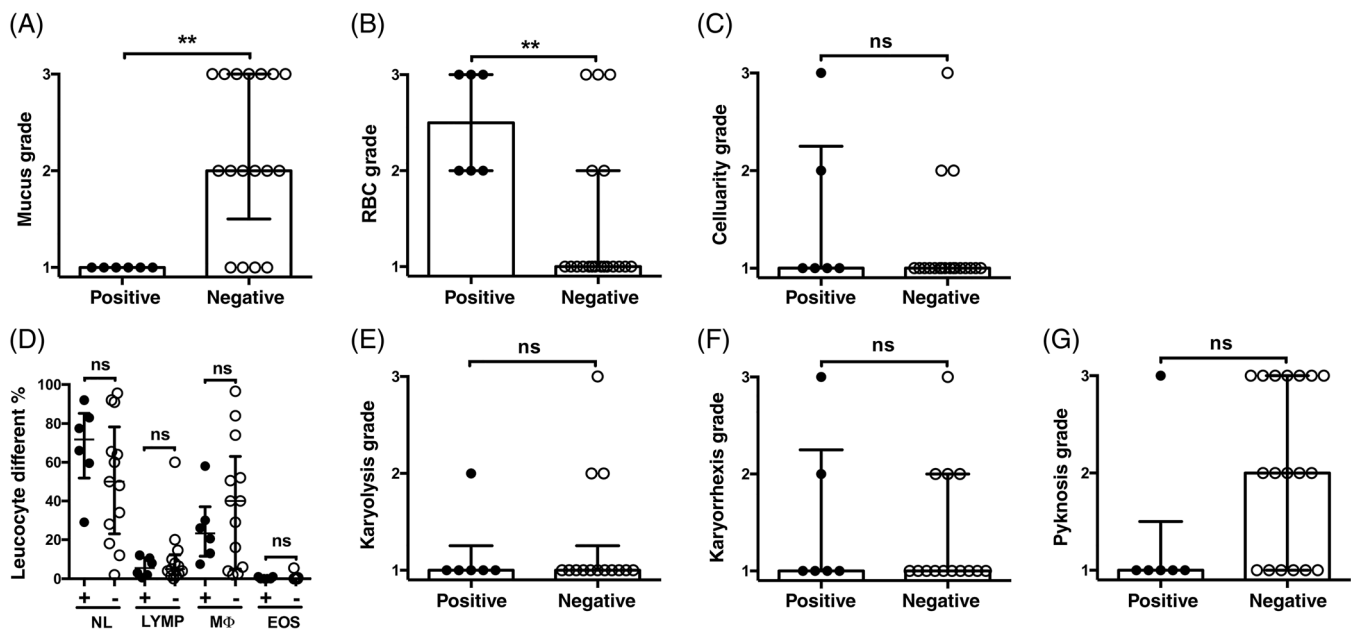 (A)
**
3
2
1
Mucus grade
Positive Negative
(B)
**
3
2
1
RBC grade
Positive Negative
(C)
ns
3
2
1
Celluarity grade
Positive Negative
(D)
ns
ns
ns
ns
100
80
60
40
20
0
Leucocyte different %
+ - + - + - + -
NL LYMP MΦ EOS
(E)
ns
3
2
1
Karyolysis grade
Positive Negative
(F)
ns
3
2
1
Karyorrhexis grade
Positive Negative
(G)
ns
3
2
1
Pyknosis grade
Positive Negative